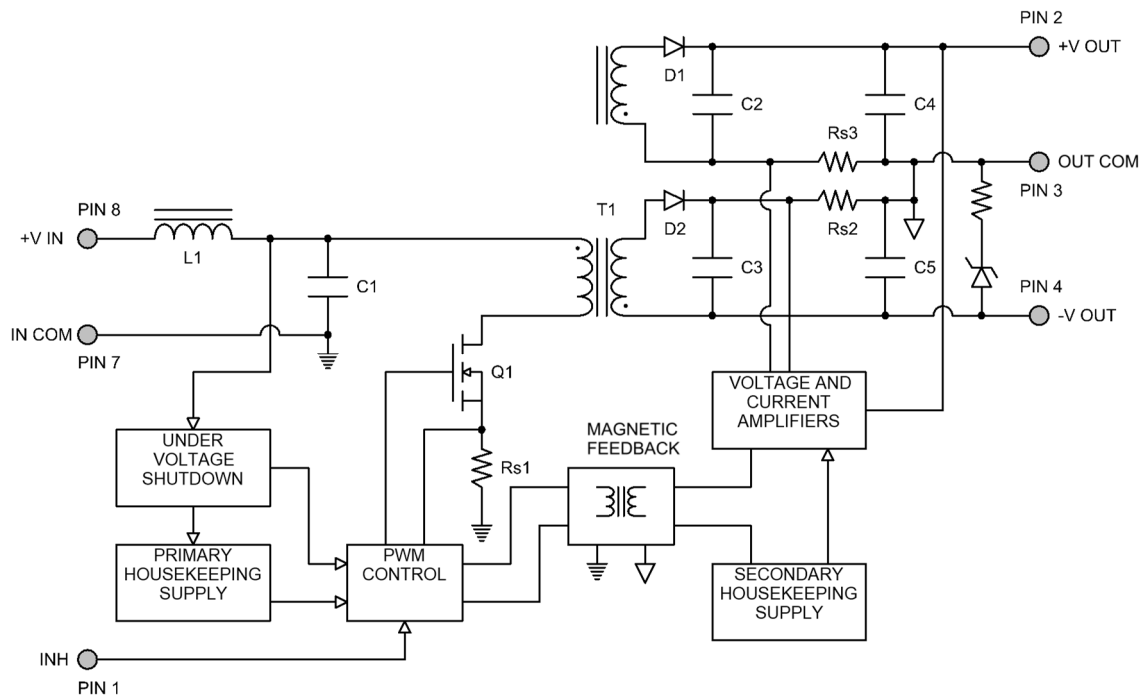 PIN 2
+V OUT
D1
C2
C4
Rs3
OUT COM
PIN 3
PIN 8
+V IN
L1
T1
D2
Rs2
C1
C3
C5
PIN 4
-V OUT
IN COM
PIN 7
Q1
VOLTAGE AND
CURRENT
AMPLIFIERS
UNDER
VOLTAGE
SHUTDOWN
MAGNETIC
FEEDBACK
Rs1
PRIMARY
HOUSEKEEPING
SUPPLY
PWM
CONTROL
SECONDARY
HOUSEKEEPING
SUPPLY
INH
PIN 1